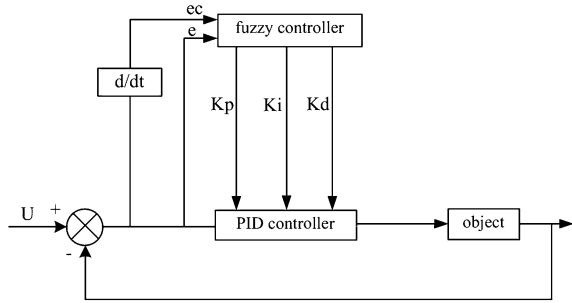 ec
fuzzy controller
e
d/dt
Kp
Ki
Kd
U
+
PID controller
object
-